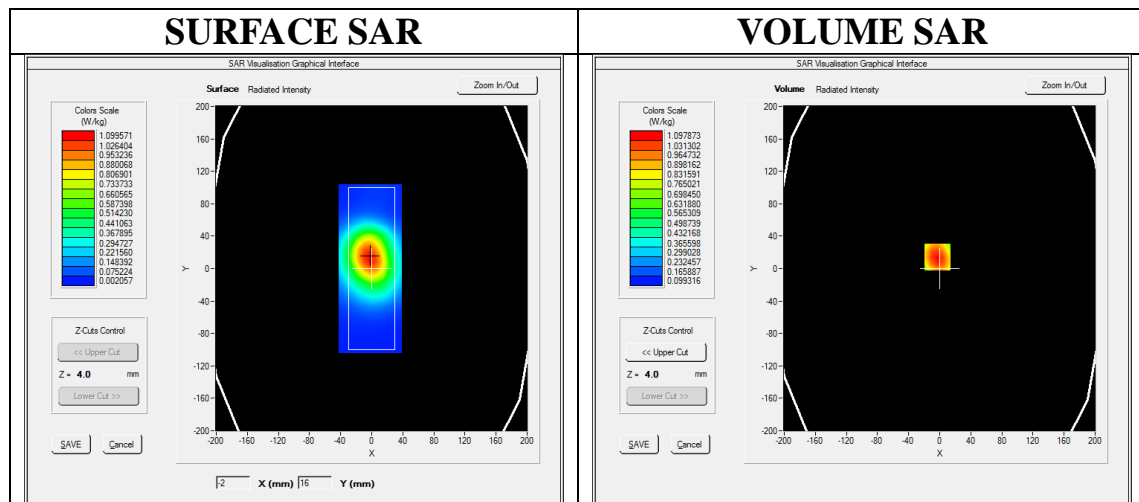 SURFACE SAR
SAR Visualisation Graphical Interface
Surface Radiated Intensity
Zoom In/Out
Colors Scale
(W/kg)
1.099571
1.026404
0.953236
0.880068
0.806901
0.733733
0.660565
0.587398
0.514230
0.441063
0.367895
0.294727
0.221560
0.148392
0.075224
0.002057
Z-Cuts Control
<< Upper Cut
Z = 4.0 mm
Lower Cut >>
SAVE Cancel
200
160
120
80
40
0
-40
-80
-120
-160
-200
Y
-200 -160 -120 -80 -40 0 40 80 120 160 200
X
-2 X (mm) 16 Y (mm)
VOLUME SAR
SAR Visualisation Graphical Interface
Volume Radiated Intensity
Zoom In/Out
Colors Scale
(W/kg)
1.097873
1.031302
0.964732
0.898162
0.831591
0.765021
0.698450
0.631880
0.565309
0.498739
0.432168
0.365598
0.299028
0.232457
0.165887
0.099316
Z-Cuts Control
<< Upper Cut
Z = 4.0 mm
Lower Cut >>
SAVE Cancel
200
160
120
80
40
0
-40
-80
-120
-160
-200
Y
-200 -160 -120 -80 -40 0 40 80 120 160 200
X